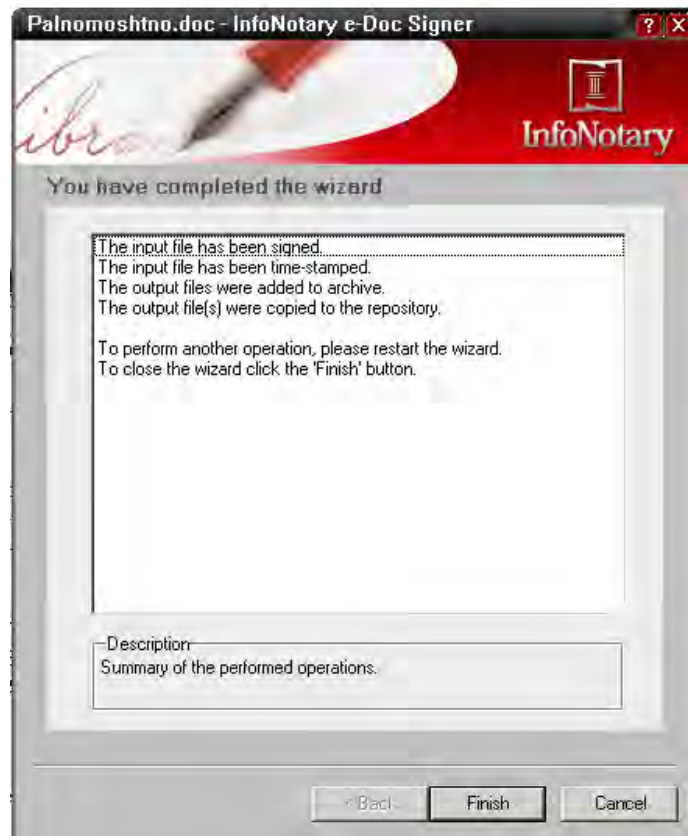 Palnomoshtno.doc - InfoNotary e-Doc Signer
InfoNotary
You have completed the wizard
The input file has been signed.
The input file has been time-stamped.
The output files were added to archive.
The output file(s) were copied to the repository.
To perform another operation, please restart the wizard.
To close the wizard click the 'Finish' button.
Description
Summary of the performed operations.
< Back Finish Cancel